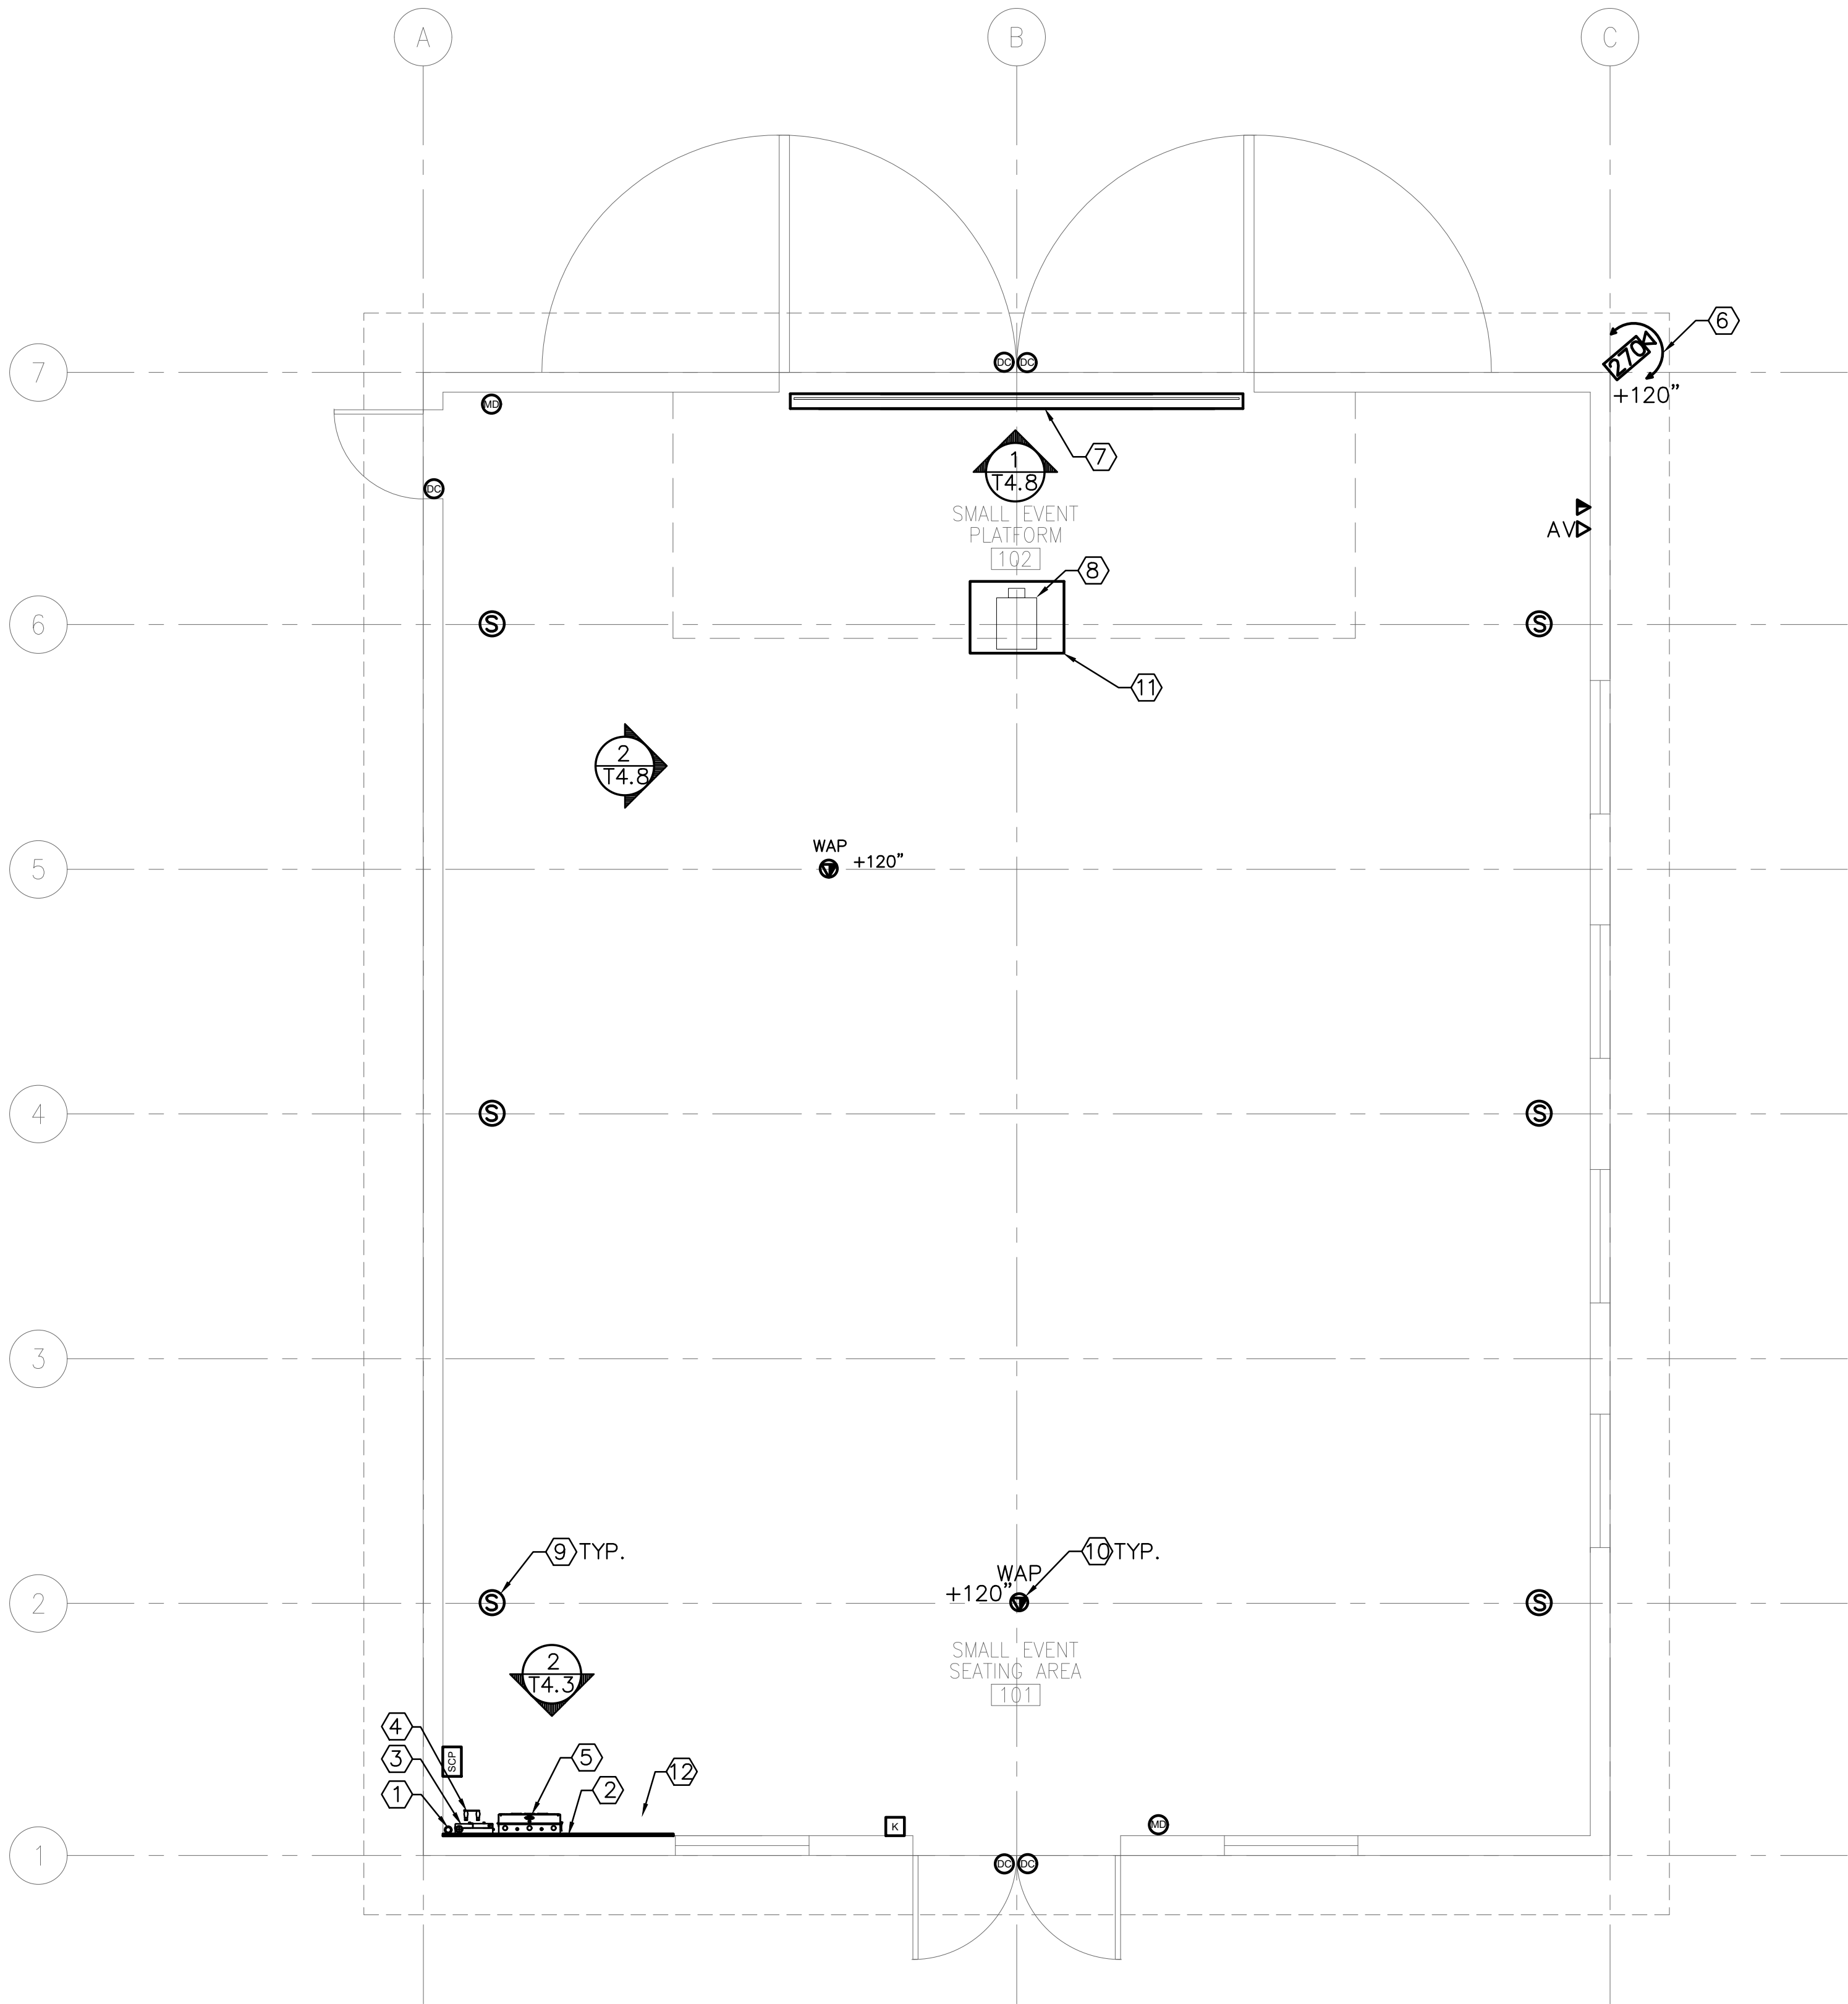 A B C
6
7
DC DC
270
+120"
MD
7
1
T4.8
DC
SMALL EVENT
PLATFORM
102
AV
8
6
S S
11
2
T4.8
WAP
+120"
5
4
S S
3
9 TYP.
10 TYP.
WAP
+120"
2
S S
SMALL EVENT
SEATING AREA
101
2
T4.3
4
SCP
3
5
12
1
2
K
MD
1
DC DC